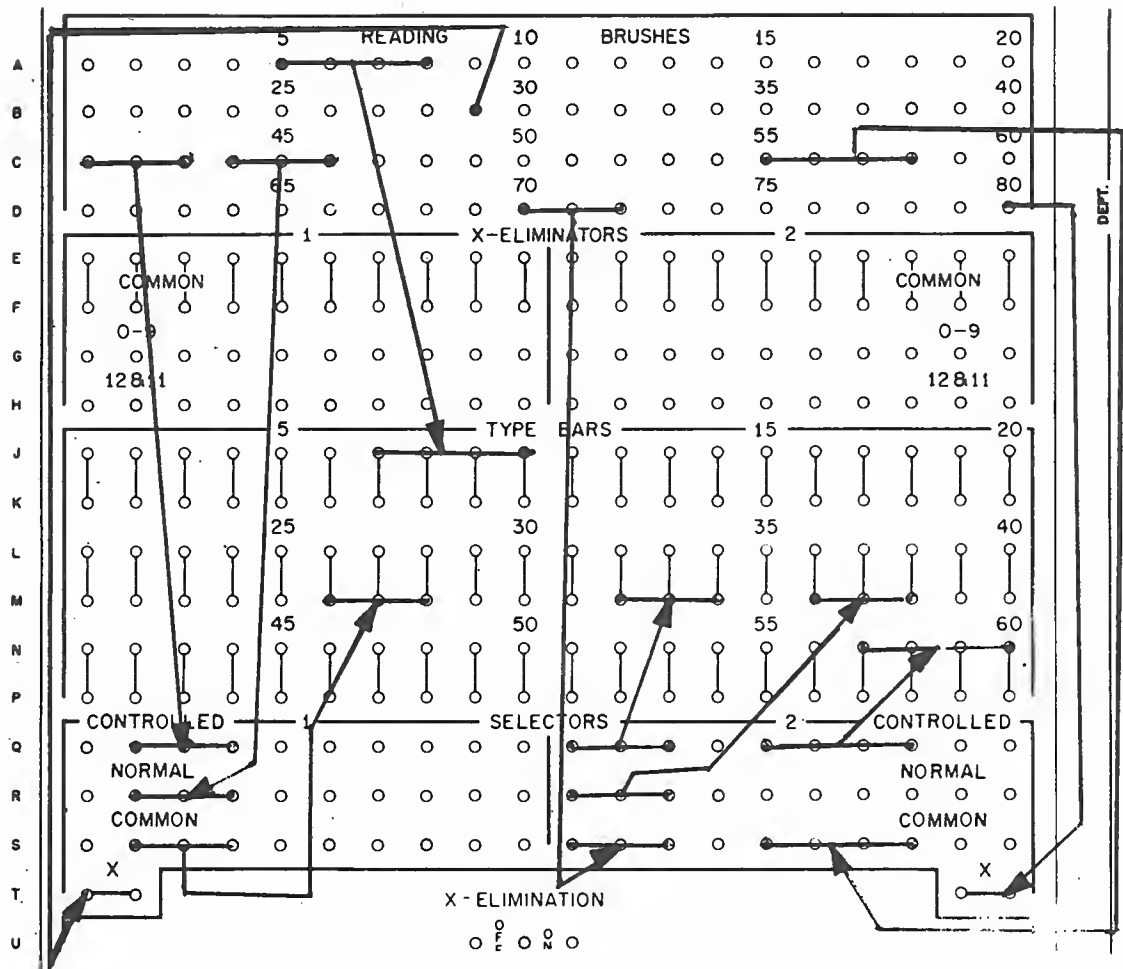 5 READING 10 BRUSHES 15 20
A
25 30 35 40
B
45 50 55 60
C
65 70 75 80
D
DEPT.
1 X-ELIMINATORS 2
E
COMMON COMMON
F
0-9 0-9
G
12&11 12&11
H
5 TYPE BARS 15 20
J
K
25 30 35 40
L
M
45 50 55 60
N
P
CONTROLLED 1 SELECTORS 2 CONTROLLED
Q
NORMAL NORMAL
R
COMMON COMMON
S
X X
T
X-ELIMINATION
U OFF ON